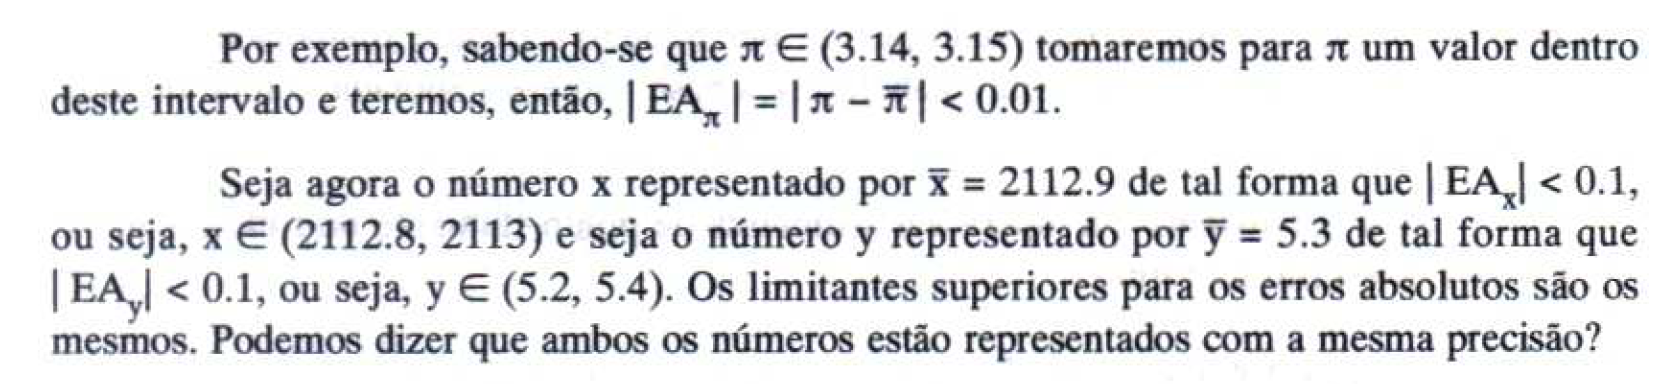 Por exemplo, sabendo-se que π ∈ (3.14, 3.15) tomaremos para π um valor dentro
deste intervalo e teremos, então, | EA_π | = | π − π̅ | < 0.01.
Seja agora o número x representado por x̅ = 2112.9 de tal forma que | EA_x| < 0.1,
ou seja, x ∈ (2112.8, 2113) e seja o número y representado por y̅ = 5.3 de tal forma que
| EA_y| < 0.1, ou seja, y ∈ (5.2, 5.4). Os limitantes superiores para os erros absolutos são os
mesmos. Podemos dizer que ambos os números estão representados com a mesma precisão?